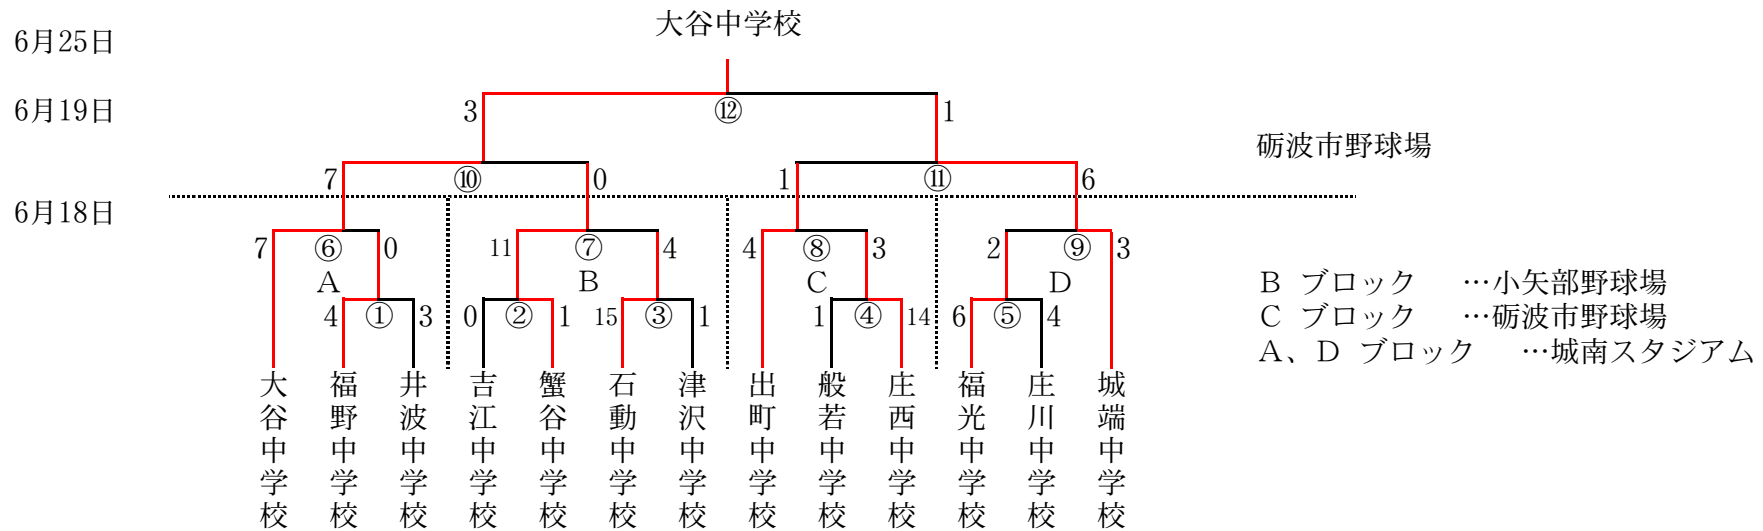 大谷中学校
6月25日
3 ⑫ 1
6月19日
砺波市野球場
7 ⑩ 0 1 ⑪ 6
6月18日
7 ⑥ 0 11 ⑦ 4 4 ⑧ 3 2 ⑨ 3
A B C D
B ブロック …小矢部野球場
4 ① 3 0 ② 1 15 ③ 1 1 ④ 14 6 ⑤ 4
C ブロック …砺波市野球場
A、D ブロック …城南スタジアム
大谷中学校
福野中学校
井波中学校
吉江中学校
蟹谷中学校
石動中学校
津沢中学校
出町中学校
般若中学校
庄西中学校
福光中学校
庄川中学校
城端中学校